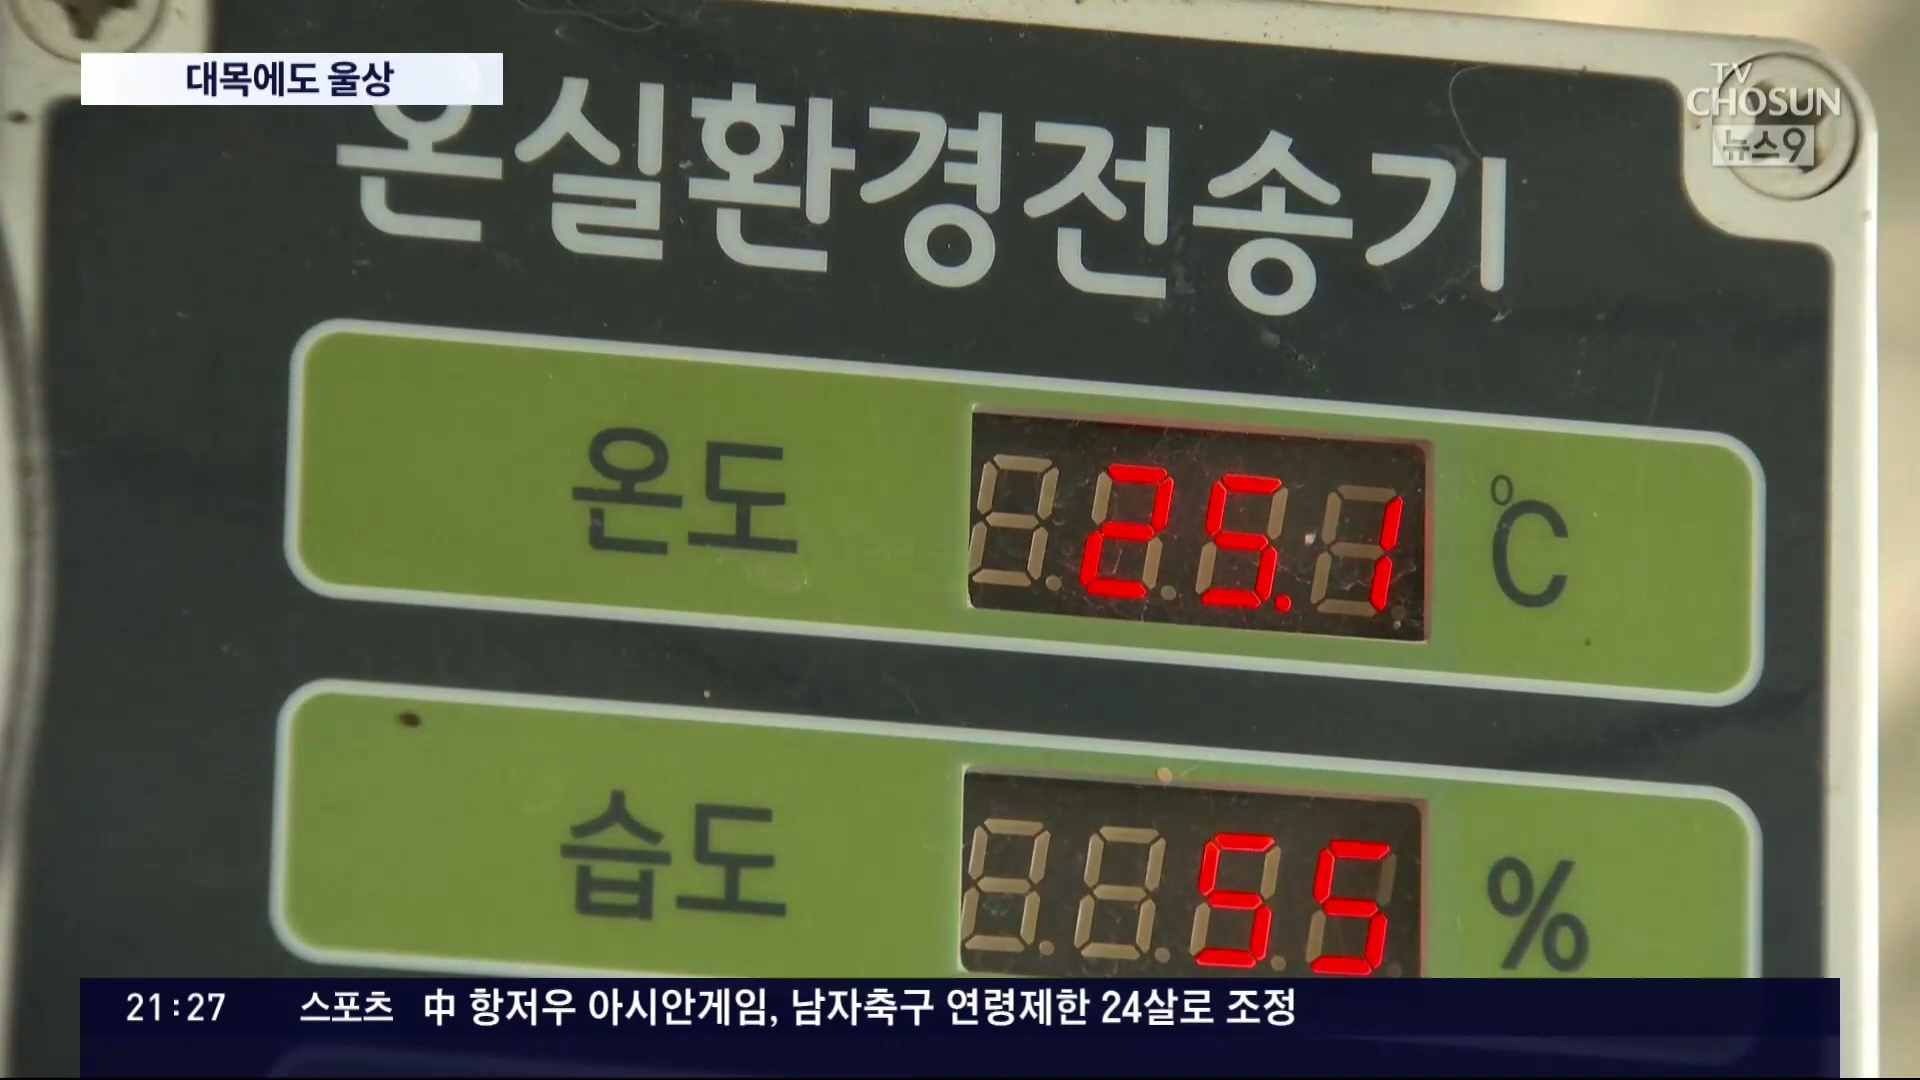 대목에도 울상
TV
CHOSUN
뉴스9
온실환경전송기
온도 25.1 °C
습도 55 %
21:27 스포츠 中 항저우 아시안게임, 남자축구 연령제한 24살로 조정